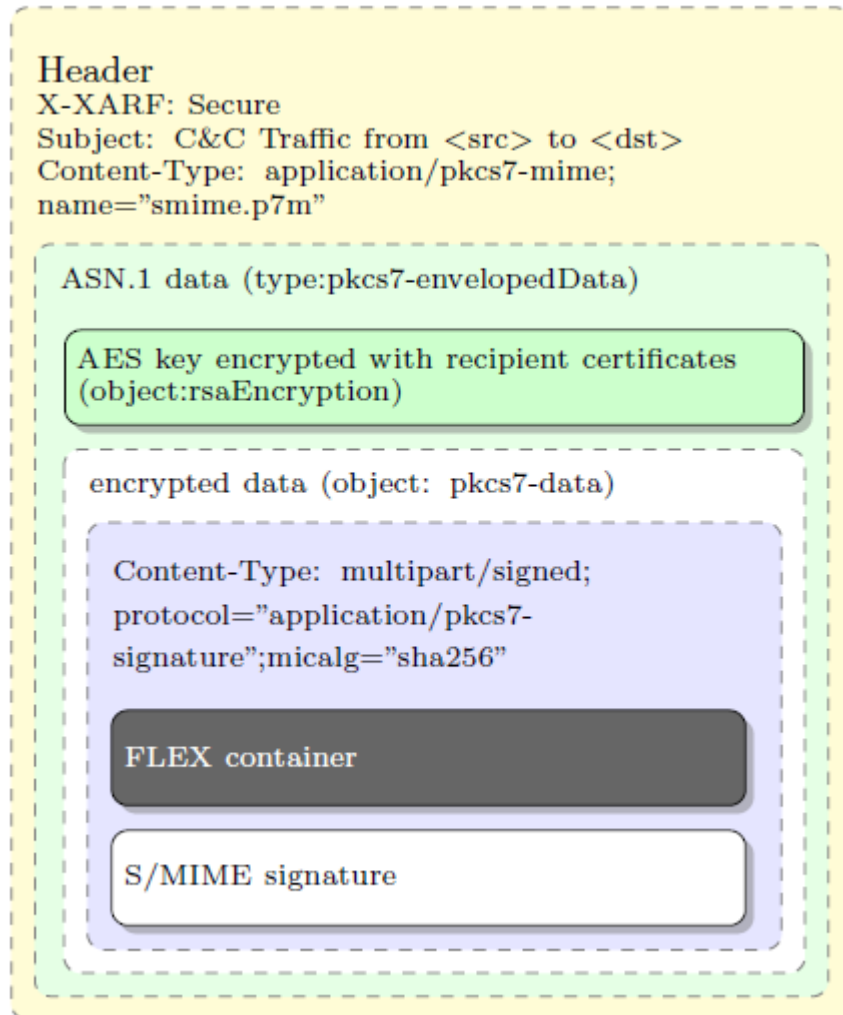 Header
X-XARF: Secure
Subject: C&C Traffic from <src> to <dst>
Content-Type: application/pkcs7-mime;
name=”smime.p7m”
ASN.1 data (type:pkcs7-envelopedData)
AES key encrypted with recipient certificates
(object:rsaEncryption)
encrypted data (object: pkcs7-data)
Content-Type: multipart/signed;
protocol=”application/pkcs7-
signature”;micalg=”sha256”
FLEX container
S/MIME signature